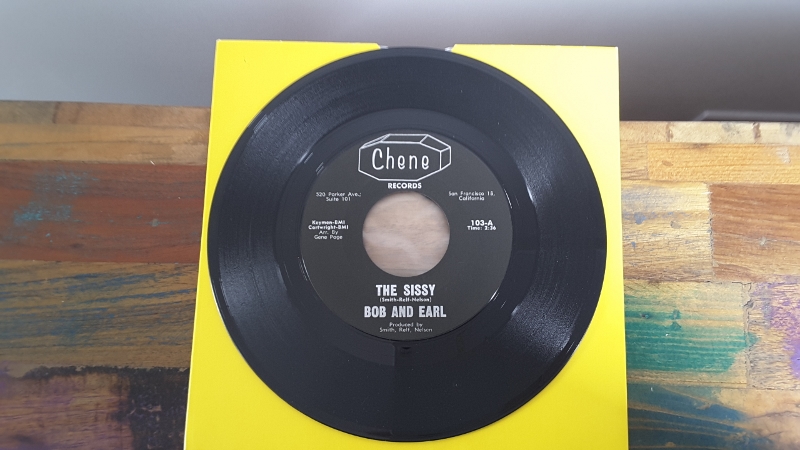 Chene
RECORDS
320 Parker Ave.;
Suite 101
San Francisco 18,
California
Keymen-BMI
Cartwright-BMI
Arr. By
Gene Page
103-A
Time: 2:36
THE SISSY
(Smith-Relf-Nelson)
BOB AND EARL
Produced by
Smith, Relf, Nelson